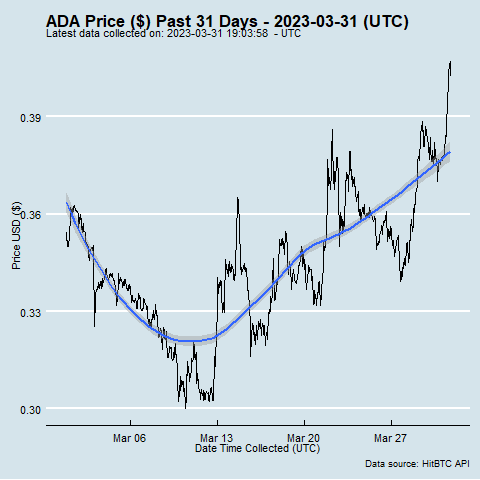 ADA Price ($) Past 31 Days - 2023-03-31 (UTC)
Latest data collected on: 2023-03-31 19:03:58 - UTC
Price USD ($)
0.39
0.36
0.33
0.30
Mar 06 Mar 13 Mar 20 Mar 27
Date Time Collected (UTC)
Data source: HitBTC API